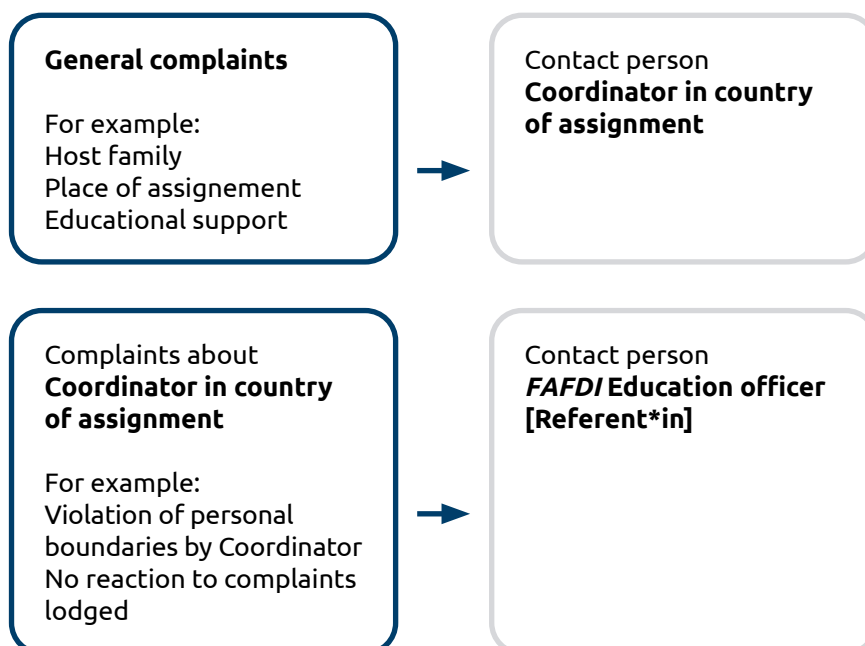 General complaints
For example:
Host family
Place of assignement
Educational support
Contact person
Coordinator in country
of assignment
Complaints about
Coordinator in country
of assignment
For example:
Violation of personal
boundaries by Coordinator
No reaction to complaints
lodged
Contact person
FAFDI Education officer
[Referent*in]